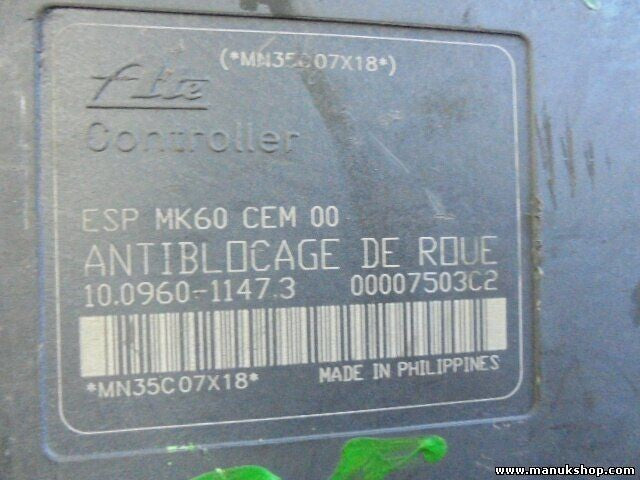 (*MN35C07X18*)
Ate
Controller
ESP MK60 CEM 00
ANTIBLOCAGE DE ROUE
10.0960-1147.3 00007503C2
*MN35C07X18* MADE IN PHILIPPINES
www.manukshop.com